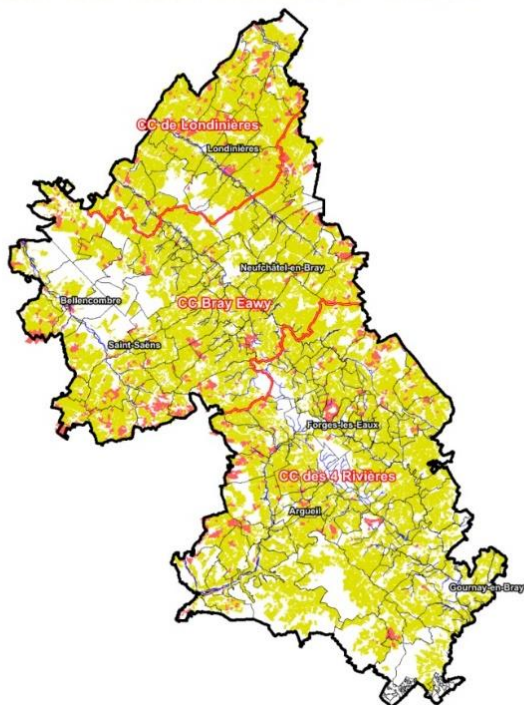 CC de Londinières
Londinières
Neufchâtel-en-Bray
Bellencombre
CC Bray Eawy
Saint-Saëns
Forges-les-Eaux
CC des 4 Rivières
Argueil
Gournay-en-Bray